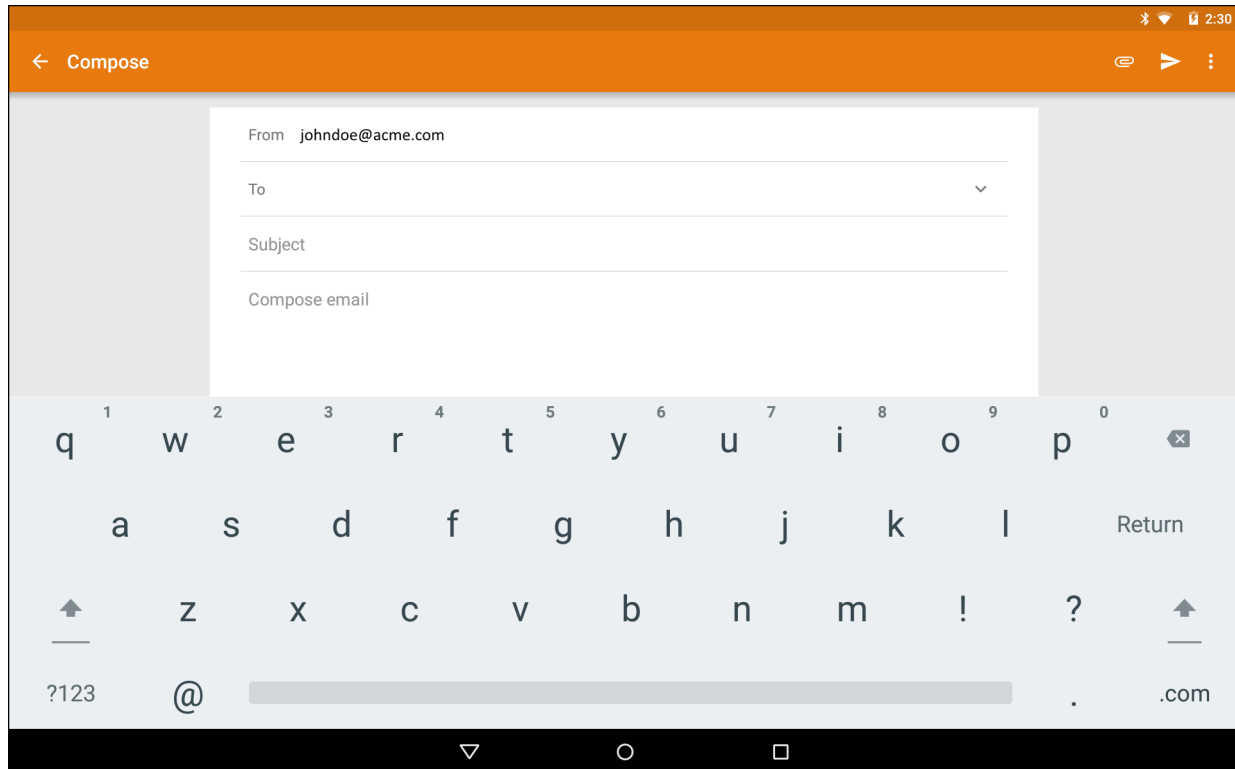 2:30
Compose
From johndoe@acme.com
To
Subject
Compose email
1 2 3 4 5 6 7 8 9 0
q w e r t y u i o p
a s d f g h j k l Return
z x c v b n m ! ?
?123 @ . .com